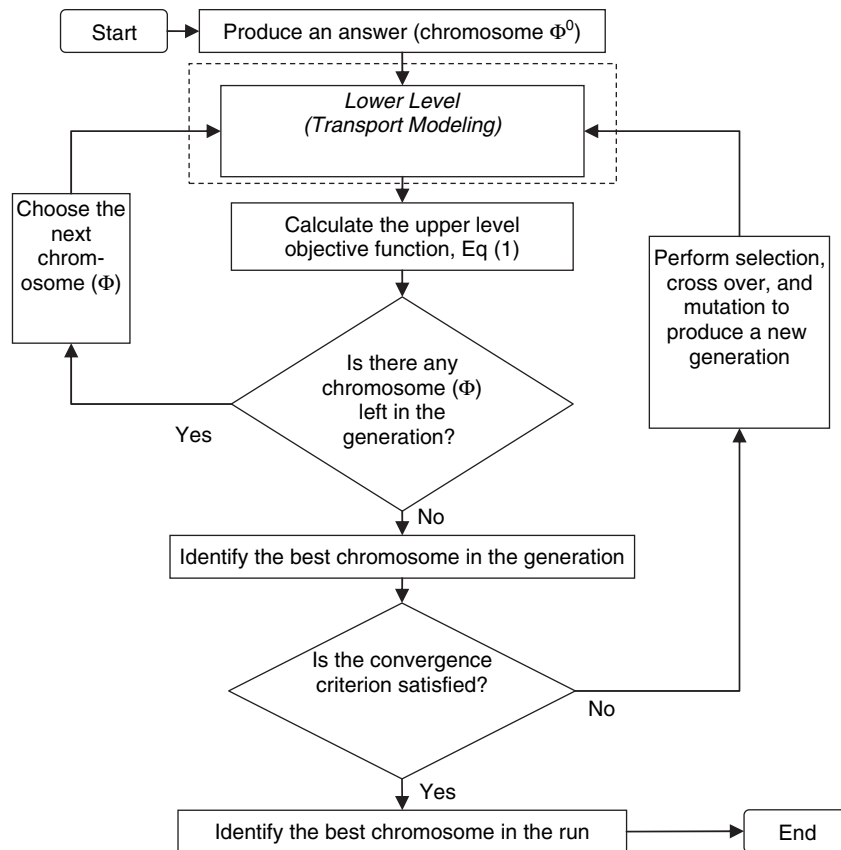 Start
Produce an answer (chromosome Φ⁰)
Lower Level
(Transport Modeling)
Choose the
next
chrom-
osome (Φ)
Calculate the upper level
objective function, Eq (1)
Perform selection,
cross over, and
mutation to
produce a new
generation
Is there any
chromosome (Φ)
left in the
generation?
Yes
No
Identify the best chromosome in the generation
Is the convergence
criterion satisfied?
No
Yes
Identify the best chromosome in the run
End